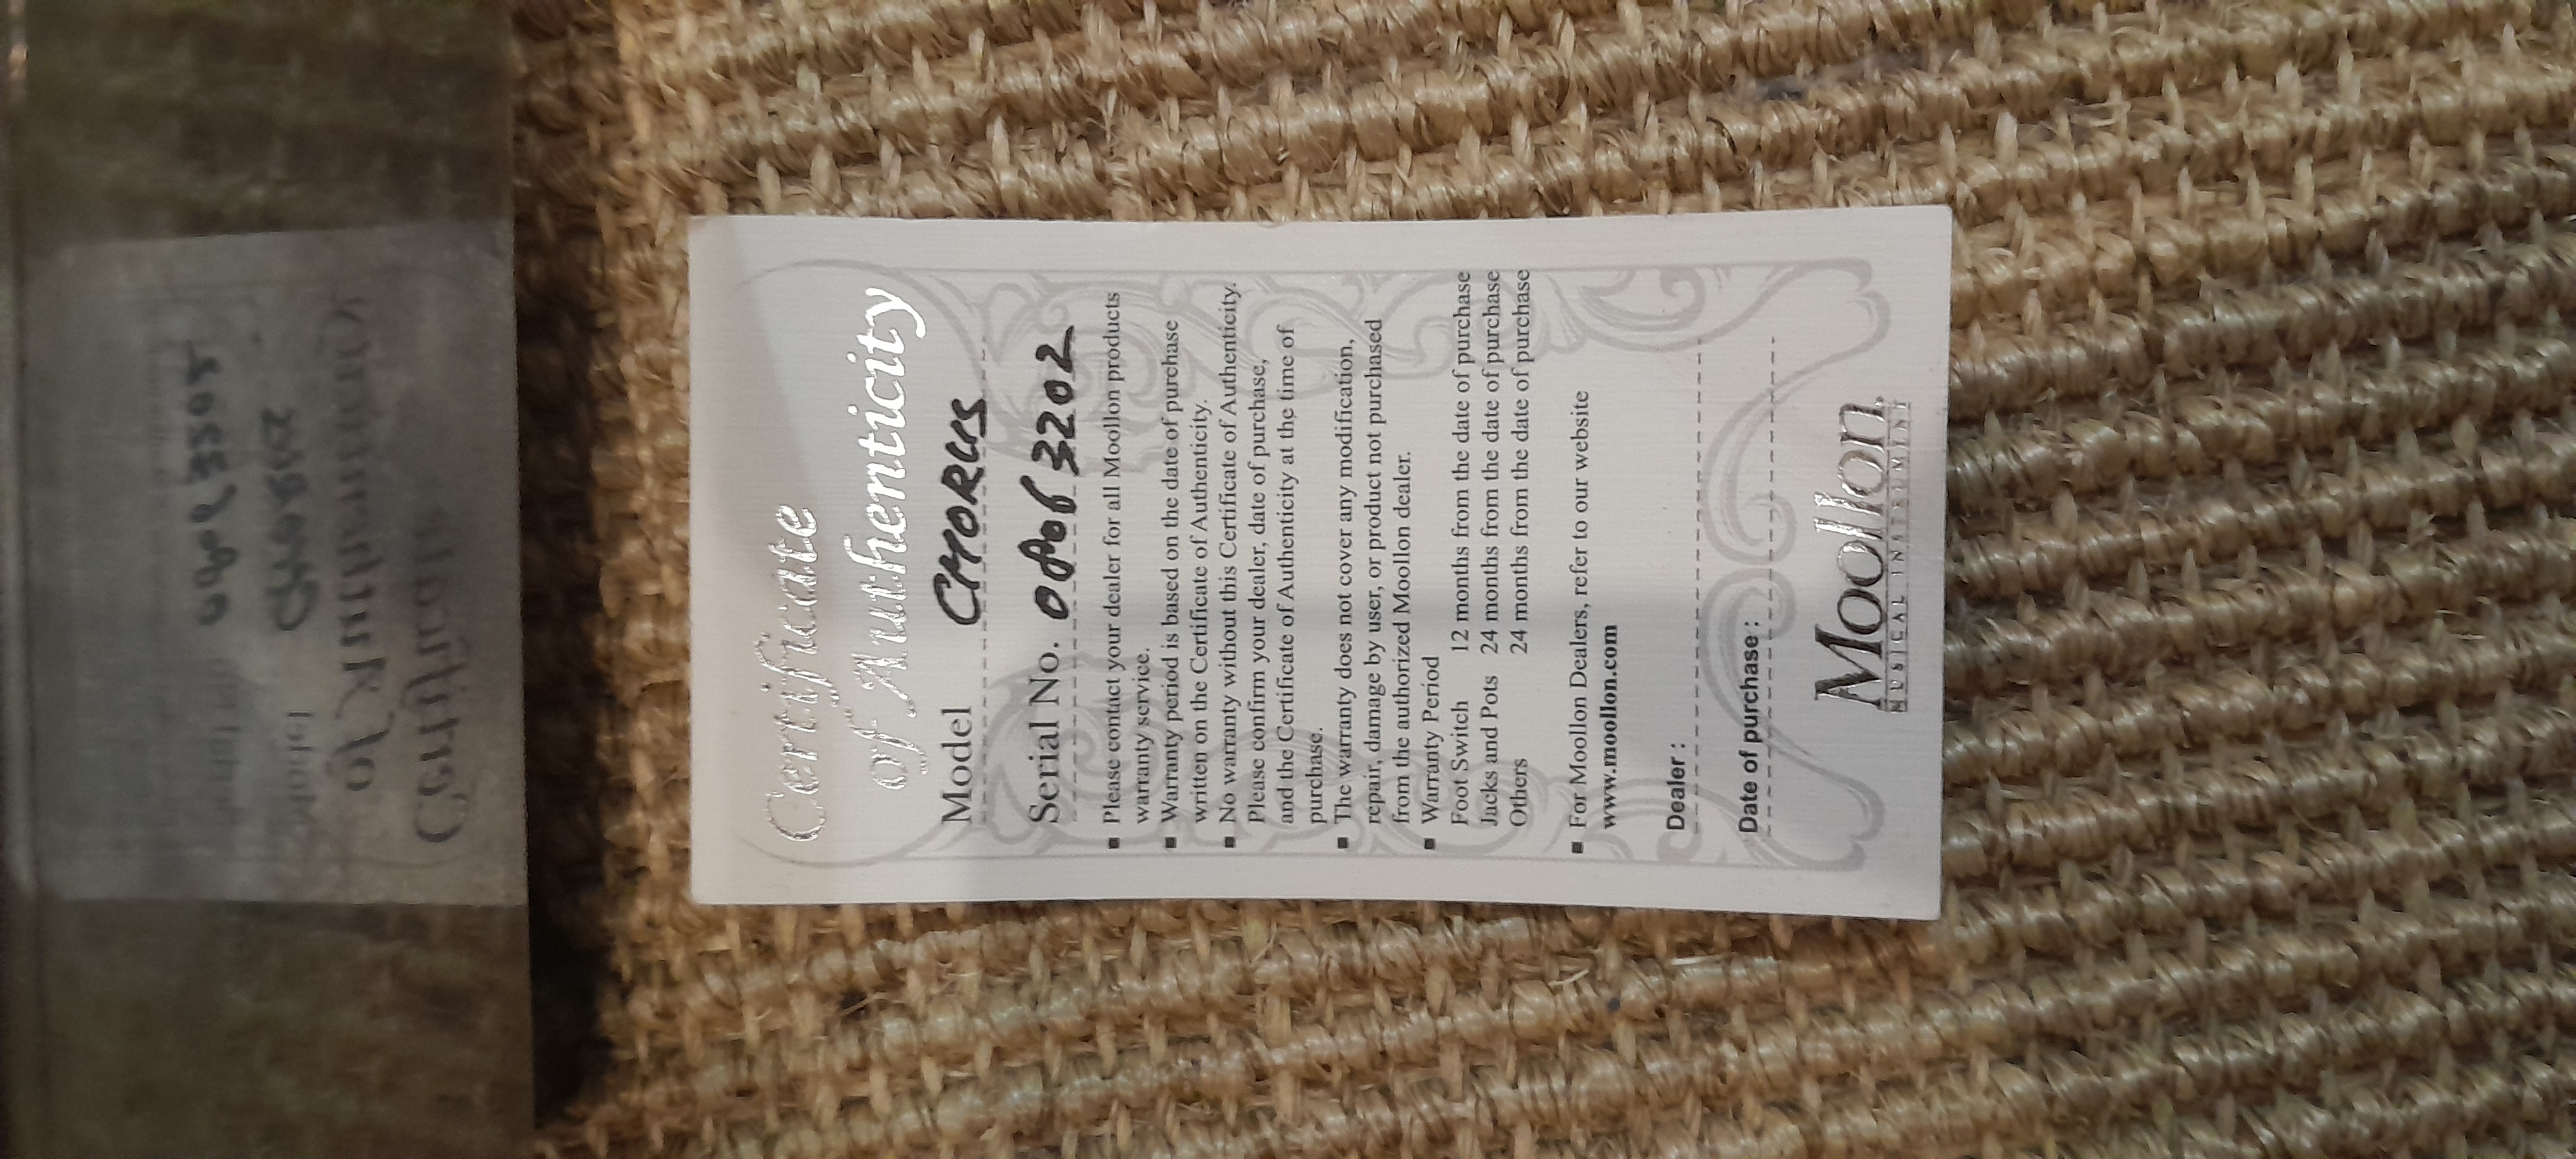 Certificate
of Authenticity
Model CHORUS
Serial No. 0806 3202
▪ Please contact your dealer for all Moollon products
warranty service.
▪ Warranty period is based on the date of purchase
written on the Certificate of Authenticity.
▪ No warranty without this Certificate of Authenticity.
Please confirm your dealer, date of purchase,
and the Certificate of Authenticity at the time of
purchase.
▪ The warranty does not cover any modification,
repair, damage by user, or product not purchased
from the authorized Moollon dealer.
▪ Warranty Period
Foot Switch 12 months from the date of purchase
Jacks and Pots 24 months from the date of purchase
Others 24 months from the date of purchase
▪ For Moollon Dealers, refer to our website
www.moollon.com
Dealer :
Date of purchase :
Moollon
MUSICAL INSTRUMENT